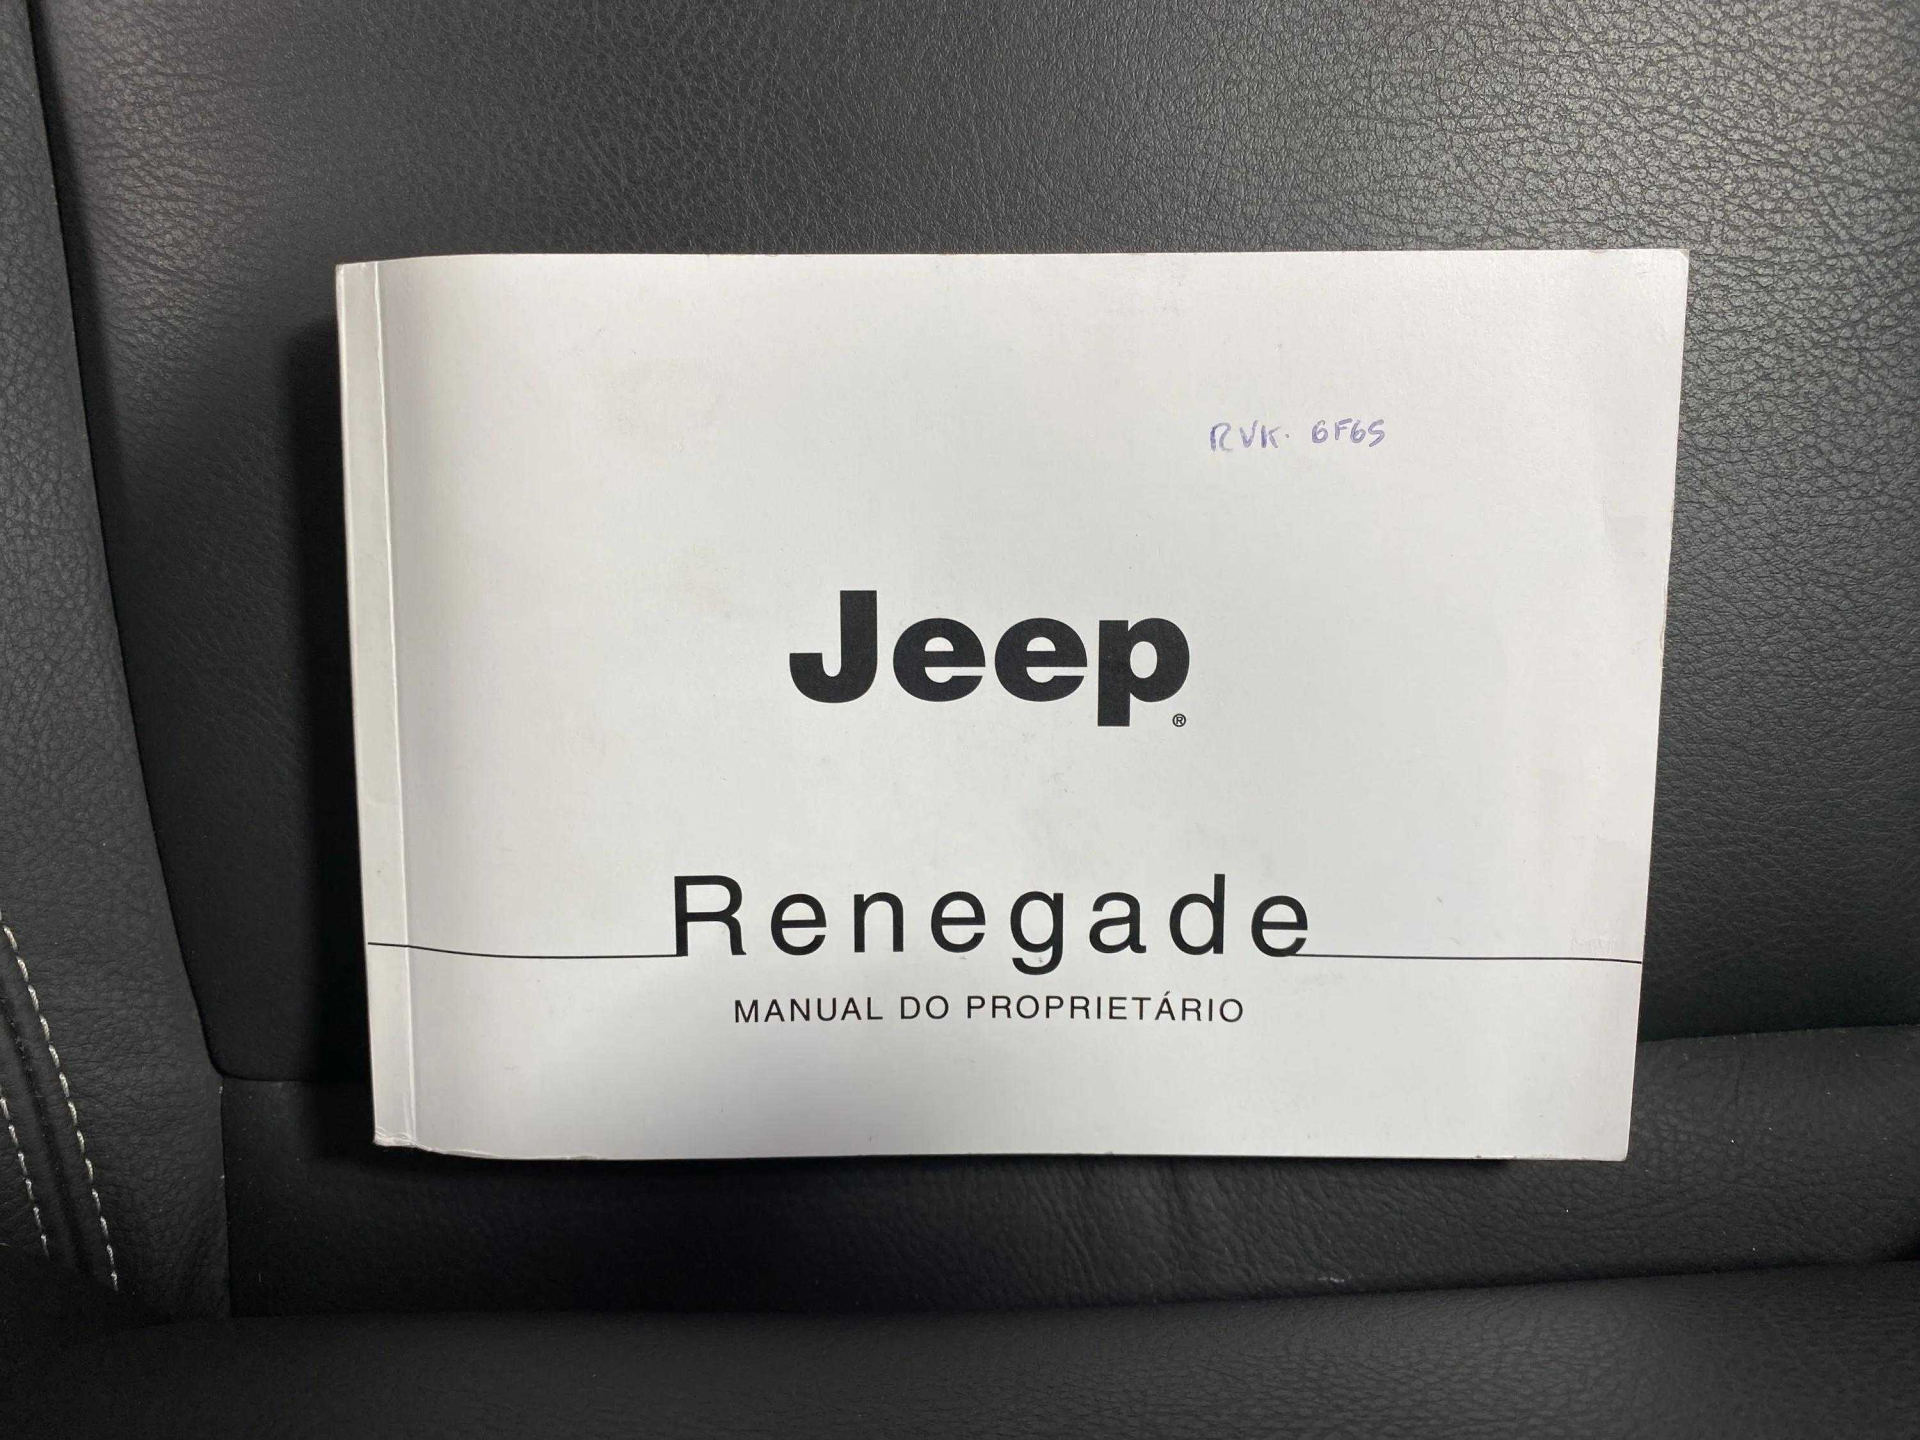 RVK. 6F65
Jeep®
Renegade
MANUAL DO PROPRIETÁRIO